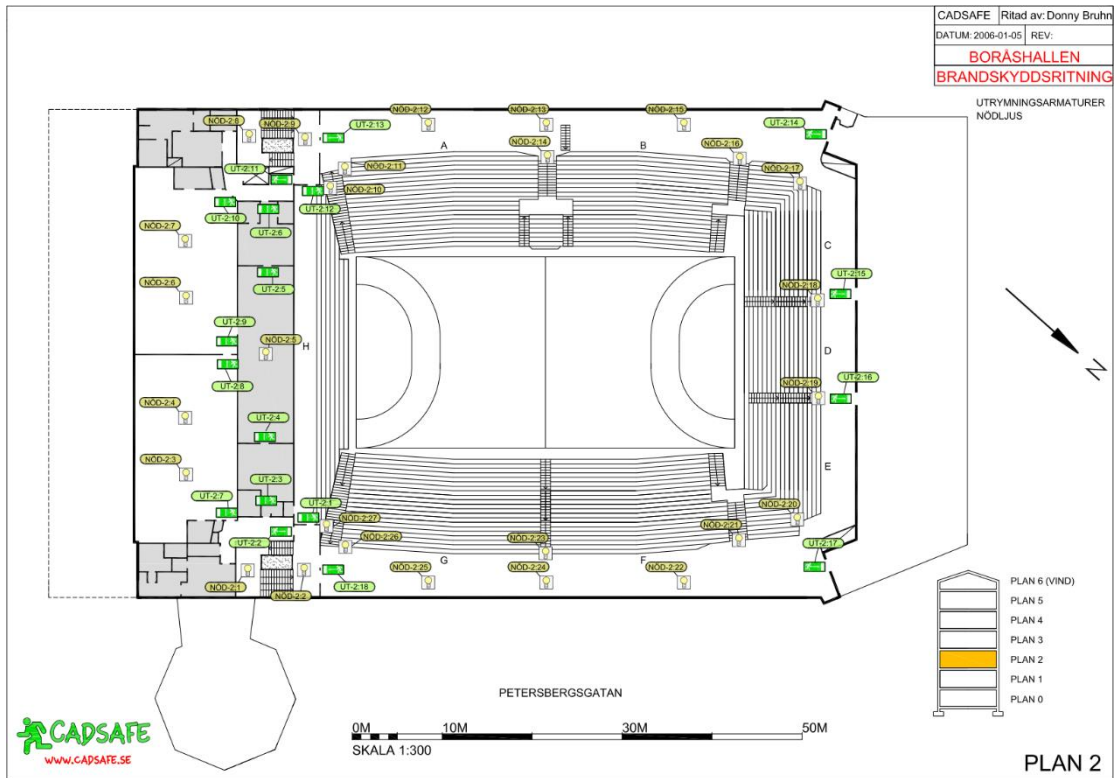 CADSAFE Ritad av: Donny Bruhn
DATUM: 2006-01-05 REV:
BORÅSHALLEN
BRANDSKYDDSRITNING
UTRYMNINGSARMATURER
NÖDLJUS
NÖD-2:12
NÖD-2:13
NÖD-2:15
NÖD-2:8
NÖD-2:9
UT-2:13
UT-2:14
NÖD-2:14
A
B
NÖD-2:16
UT-2:11
NÖD-2:11
NÖD-2:17
NÖD-2:10
UT-2:12
UT-2:10
NÖD-2:7
UT-2:6
C
UT-2:15
NÖD-2:6
UT-2:5
NÖD-2:18
UT-2:9
NÖD-2:5
H
D
UT-2:8
N
UT-2:16
NÖD-2:19
NÖD-2:4
UT-2:4
NÖD-2:3
E
UT-2:3
UT-2:7
UT-2:1
NÖD-2:20
NÖD-2:27
NÖD-2:21
UT-2:2
NÖD-2:26
NÖD-2:23
UT-2:17
G
F
NÖD-2:1
NÖD-2:2
UT-2:18
NÖD-2:25
NÖD-2:24
NÖD-2:22
PLAN 6 (VIND)
PLAN 5
PLAN 4
PLAN 3
PLAN 2
PLAN 1
PLAN 0
PETERSBERGSGATAN
0M 10M 30M 50M
SKALA 1:300
CADSAFE
WWW.CADSAFE.SE
PLAN 2